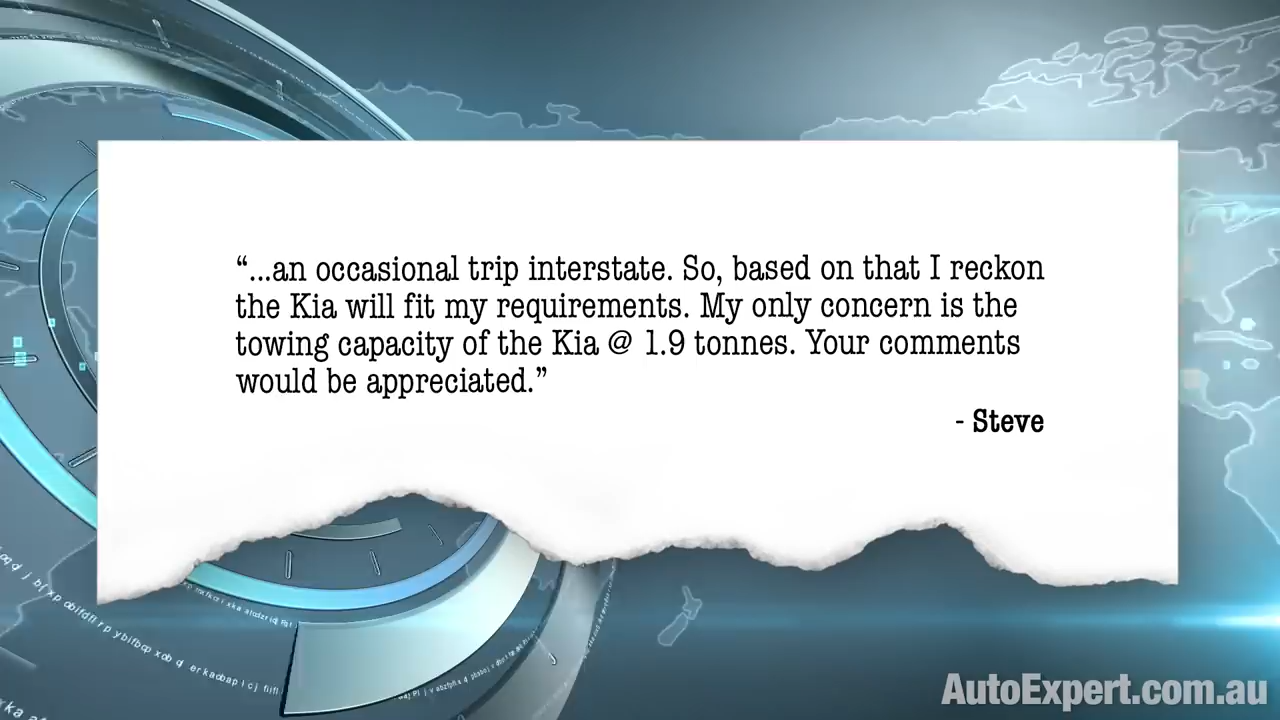 “...an occasional trip interstate. So, based on that I reckon
the Kia will fit my requirements. My only concern is the
towing capacity of the Kia @ 1.9 tonnes. Your comments
would be appreciated.”
- Steve
AutoExpert.com.au